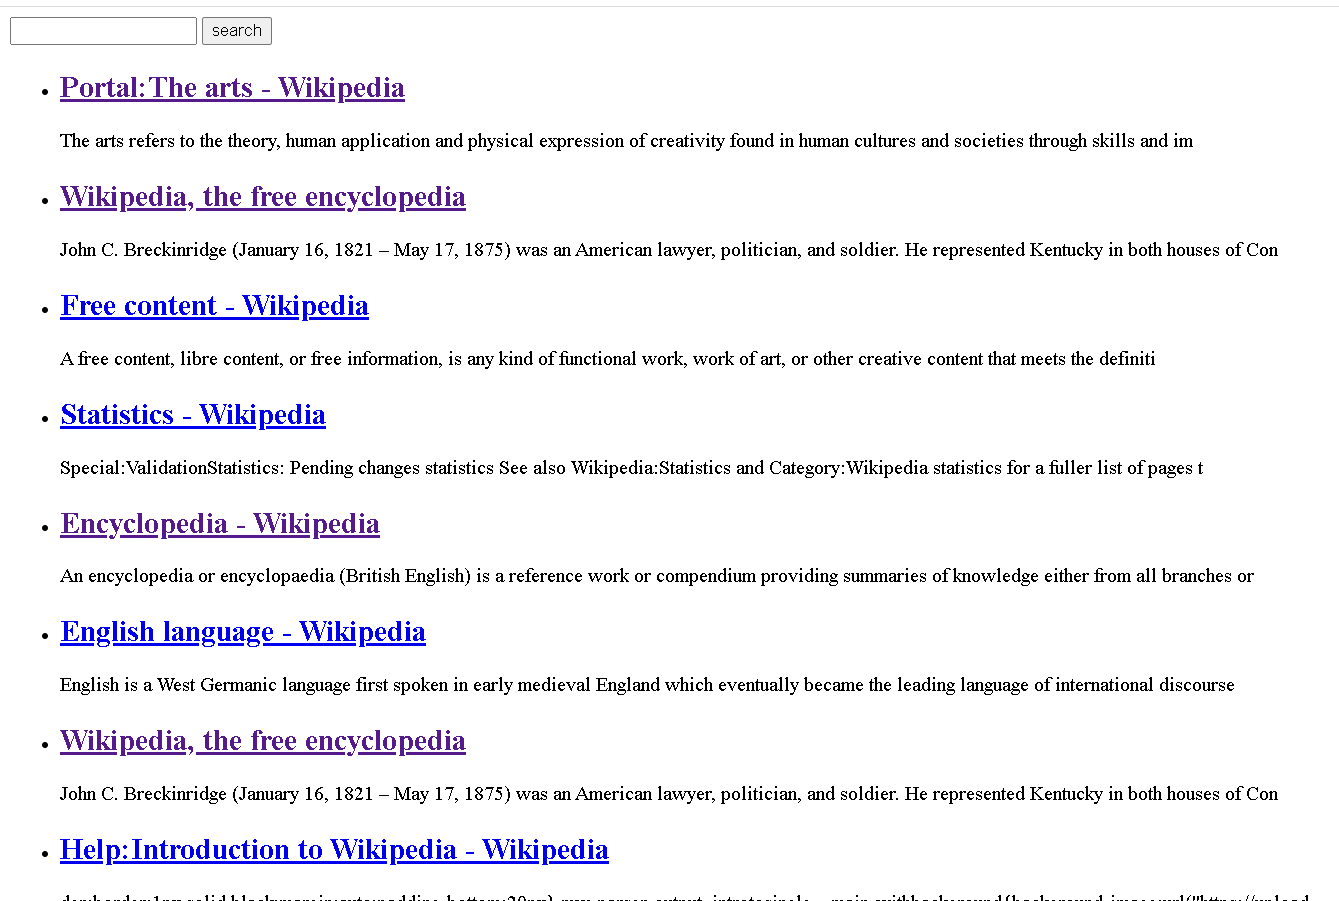 search
Portal:The arts - Wikipedia
The arts refers to the theory, human application and physical expression of creativity found in human cultures and societies through skills and im
Wikipedia, the free encyclopedia
John C. Breckinridge (January 16, 1821 – May 17, 1875) was an American lawyer, politician, and soldier. He represented Kentucky in both houses of Con
Free content - Wikipedia
A free content, libre content, or free information, is any kind of functional work, work of art, or other creative content that meets the definiti
Statistics - Wikipedia
Special:ValidationStatistics: Pending changes statistics See also Wikipedia:Statistics and Category:Wikipedia statistics for a fuller list of pages t
Encyclopedia - Wikipedia
An encyclopedia or encyclopaedia (British English) is a reference work or compendium providing summaries of knowledge either from all branches or
English language - Wikipedia
English is a West Germanic language first spoken in early medieval England which eventually became the leading language of international discourse
Wikipedia, the free encyclopedia
John C. Breckinridge (January 16, 1821 – May 17, 1875) was an American lawyer, politician, and soldier. He represented Kentucky in both houses of Con
Help:Introduction to Wikipedia - Wikipedia